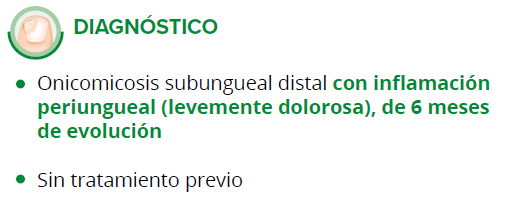 DIAGNÓSTICO
Onicomicosis subungueal distal con inflamación
periungueal (levemente dolorosa), de 6 meses
de evolución
Sin tratamiento previo